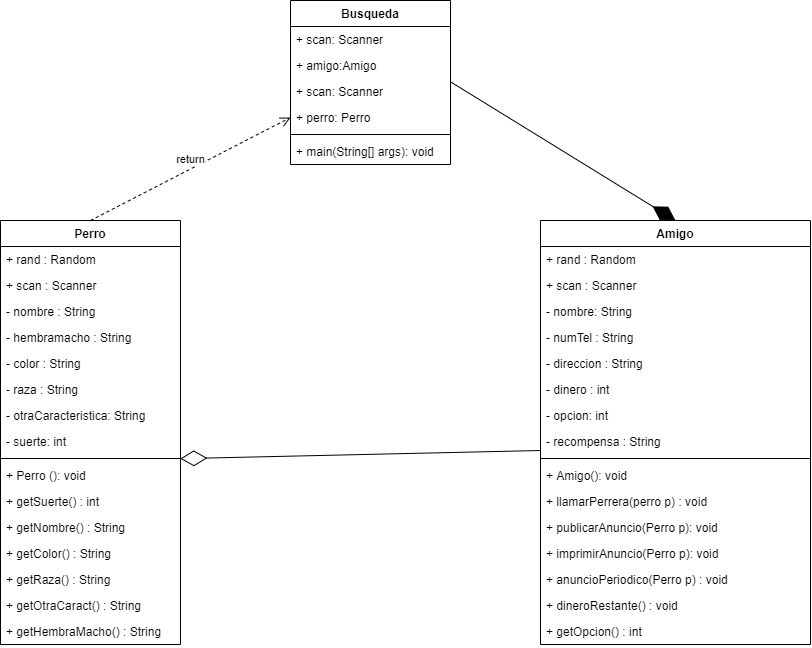 Busqueda
+ scan: Scanner
+ amigo:Amigo
+ scan: Scanner
+ perro: Perro
+ main(String[] args): void
return
Perro
+ rand : Random
+ scan : Scanner
- nombre : String
- hembramacho : String
- color : String
- raza : String
- otraCaracteristica: String
- suerte: int
+ Perro (): void
+ getSuerte() : int
+ getNombre() : String
+ getColor() : String
+ getRaza() : String
+ getOtraCaract() : String
+ getHembraMacho() : String
Amigo
+ rand : Random
+ scan : Scanner
- nombre: String
- numTel : String
- direccion : String
- dinero : int
- opcion: int
- recompensa : String
+ Amigo(): void
+ llamarPerrera(perro p) : void
+ publicarAnuncio(Perro p): void
+ imprimirAnuncio(Perro p): void
+ anuncioPeriodico(Perro p) : void
+ dineroRestante() : void
+ getOpcion() : int